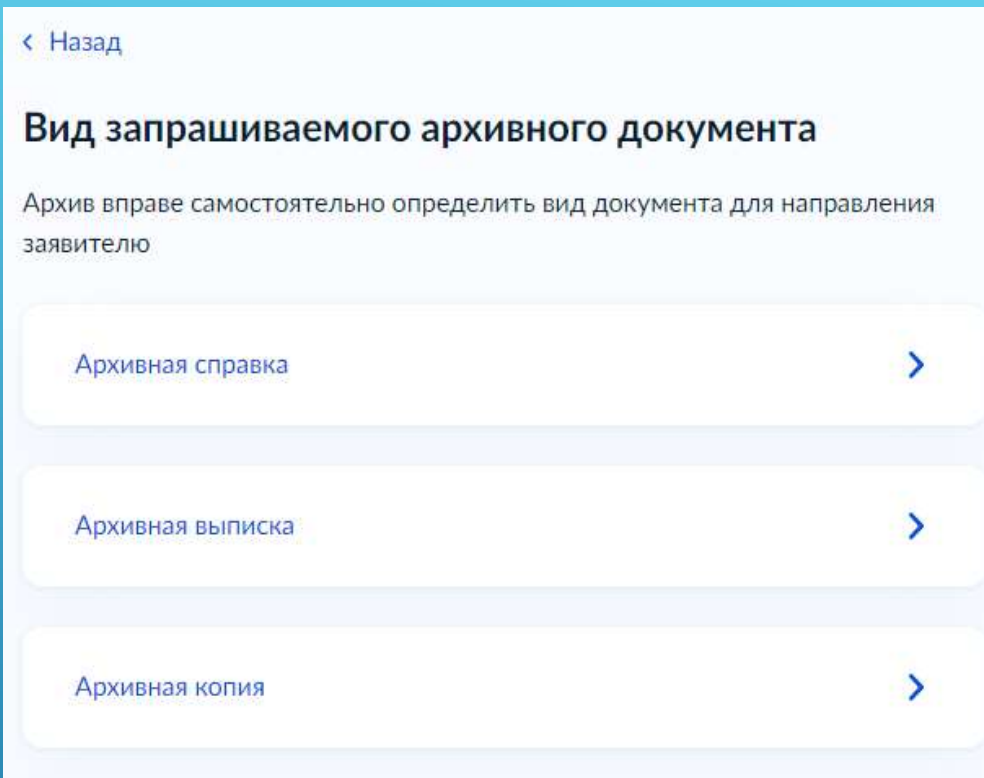 Назад
Вид запрашиваемого архивного документа
Архив вправе самостоятельно определить вид документа для направления
заявителю
Архивная справка
Архивная выписка
Архивная копия